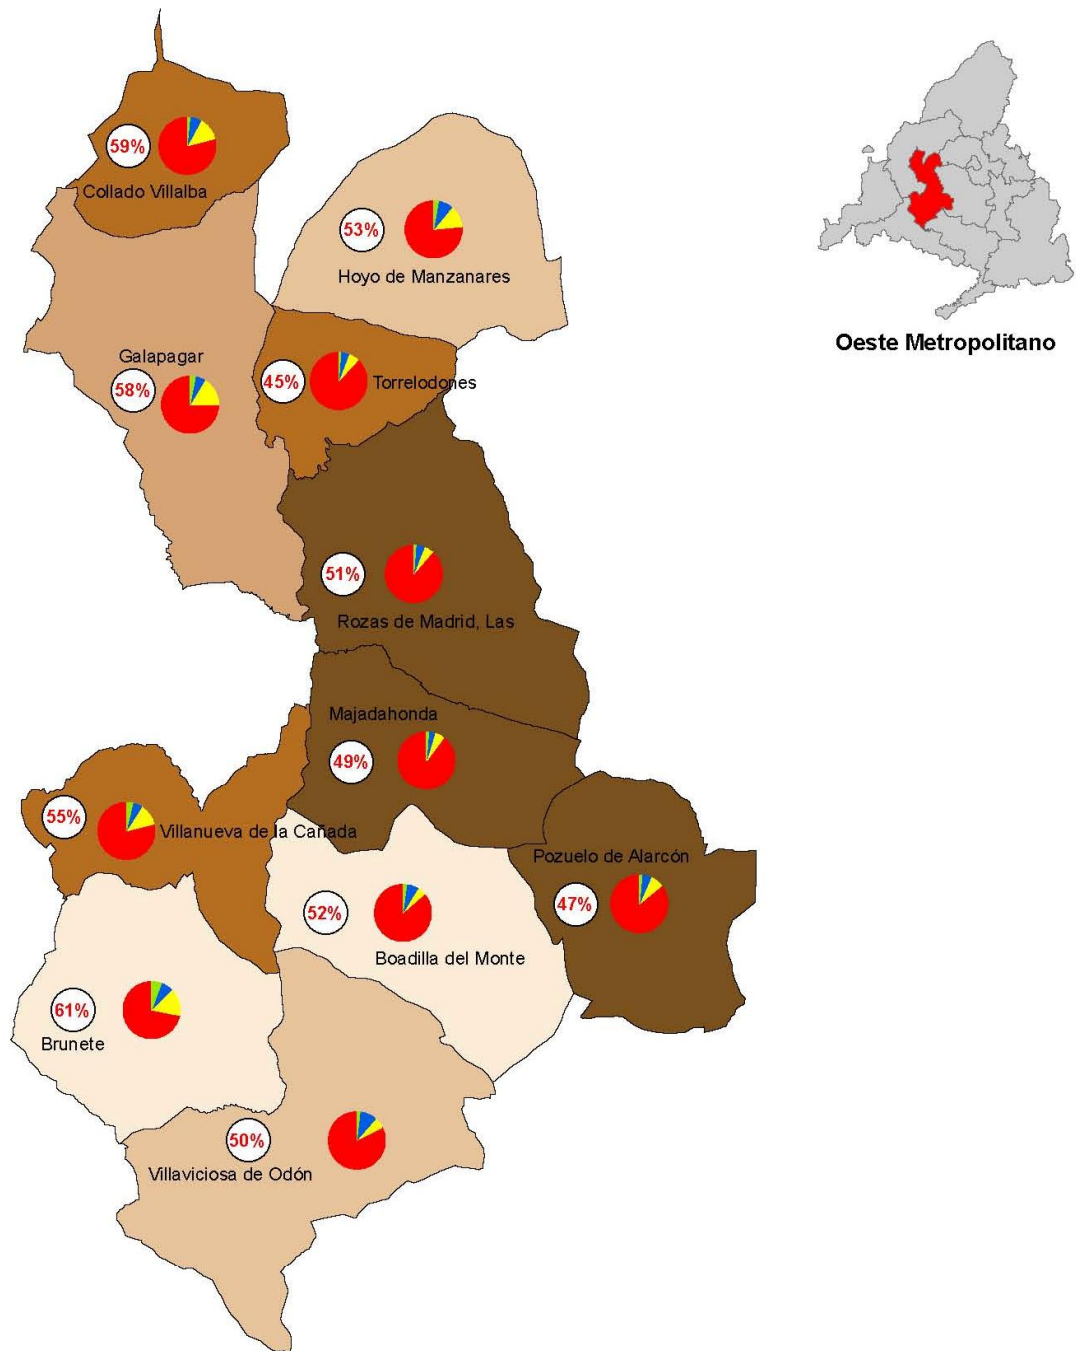 59%
Collado Villalba
53%
Hoyo de Manzanares
Oeste Metropolitano
Galapagar
58%
45%
Torrelodones
51%
Rozas de Madrid, Las
Majadahonda
49%
55%
Villanueva de la Cañada
Pozuelo de Alarcón
47%
52%
Boadilla del Monte
61%
Brunete
50%
Villaviciosa de Odón